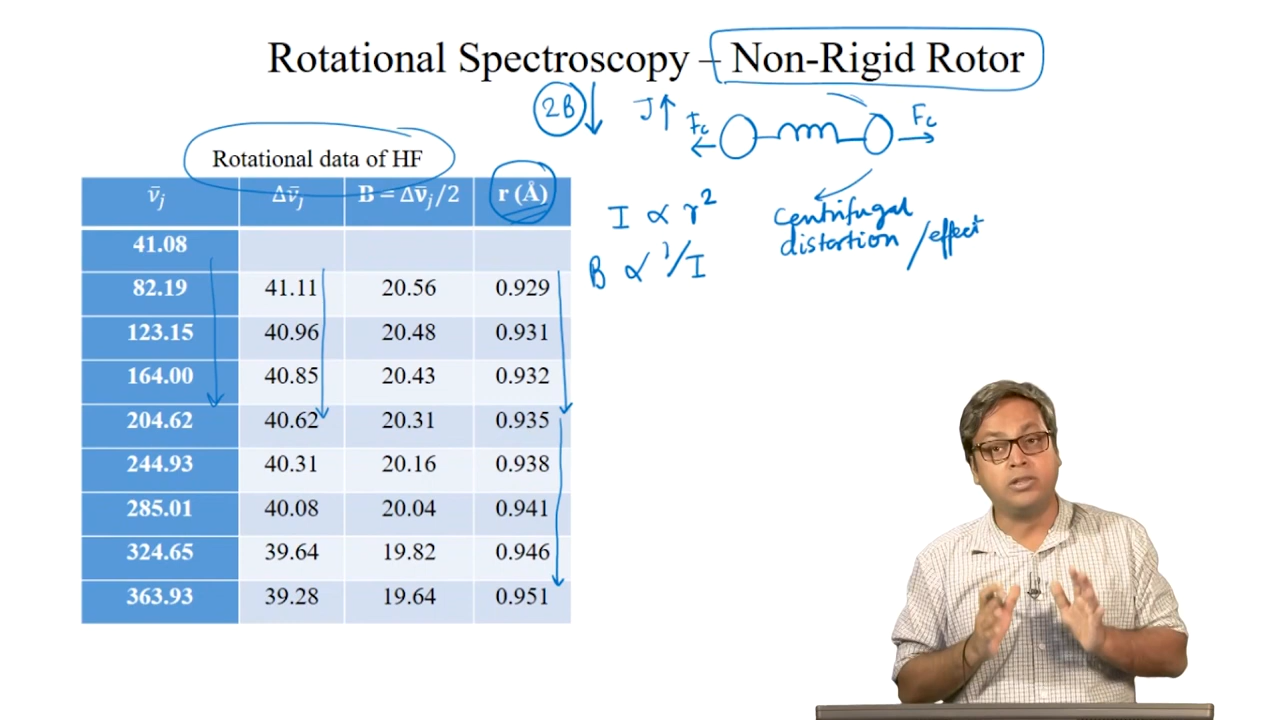 Rotational Spectroscopy – Non-Rigid Rotor
2B ↓ J↑ Fc Fc
Rotational data of HF
ν̄j Δν̄j B = Δν̄j/2 r (Å)
41.08
82.19 41.11 20.56 0.929
123.15 40.96 20.48 0.931
164.00 40.85 20.43 0.932
204.62 40.62 20.31 0.935
244.93 40.31 20.16 0.938
285.01 40.08 20.04 0.941
324.65 39.64 19.82 0.946
363.93 39.28 19.64 0.951
I ∝ r²
B ∝ 1/I
Centrifugal
distortion /effect